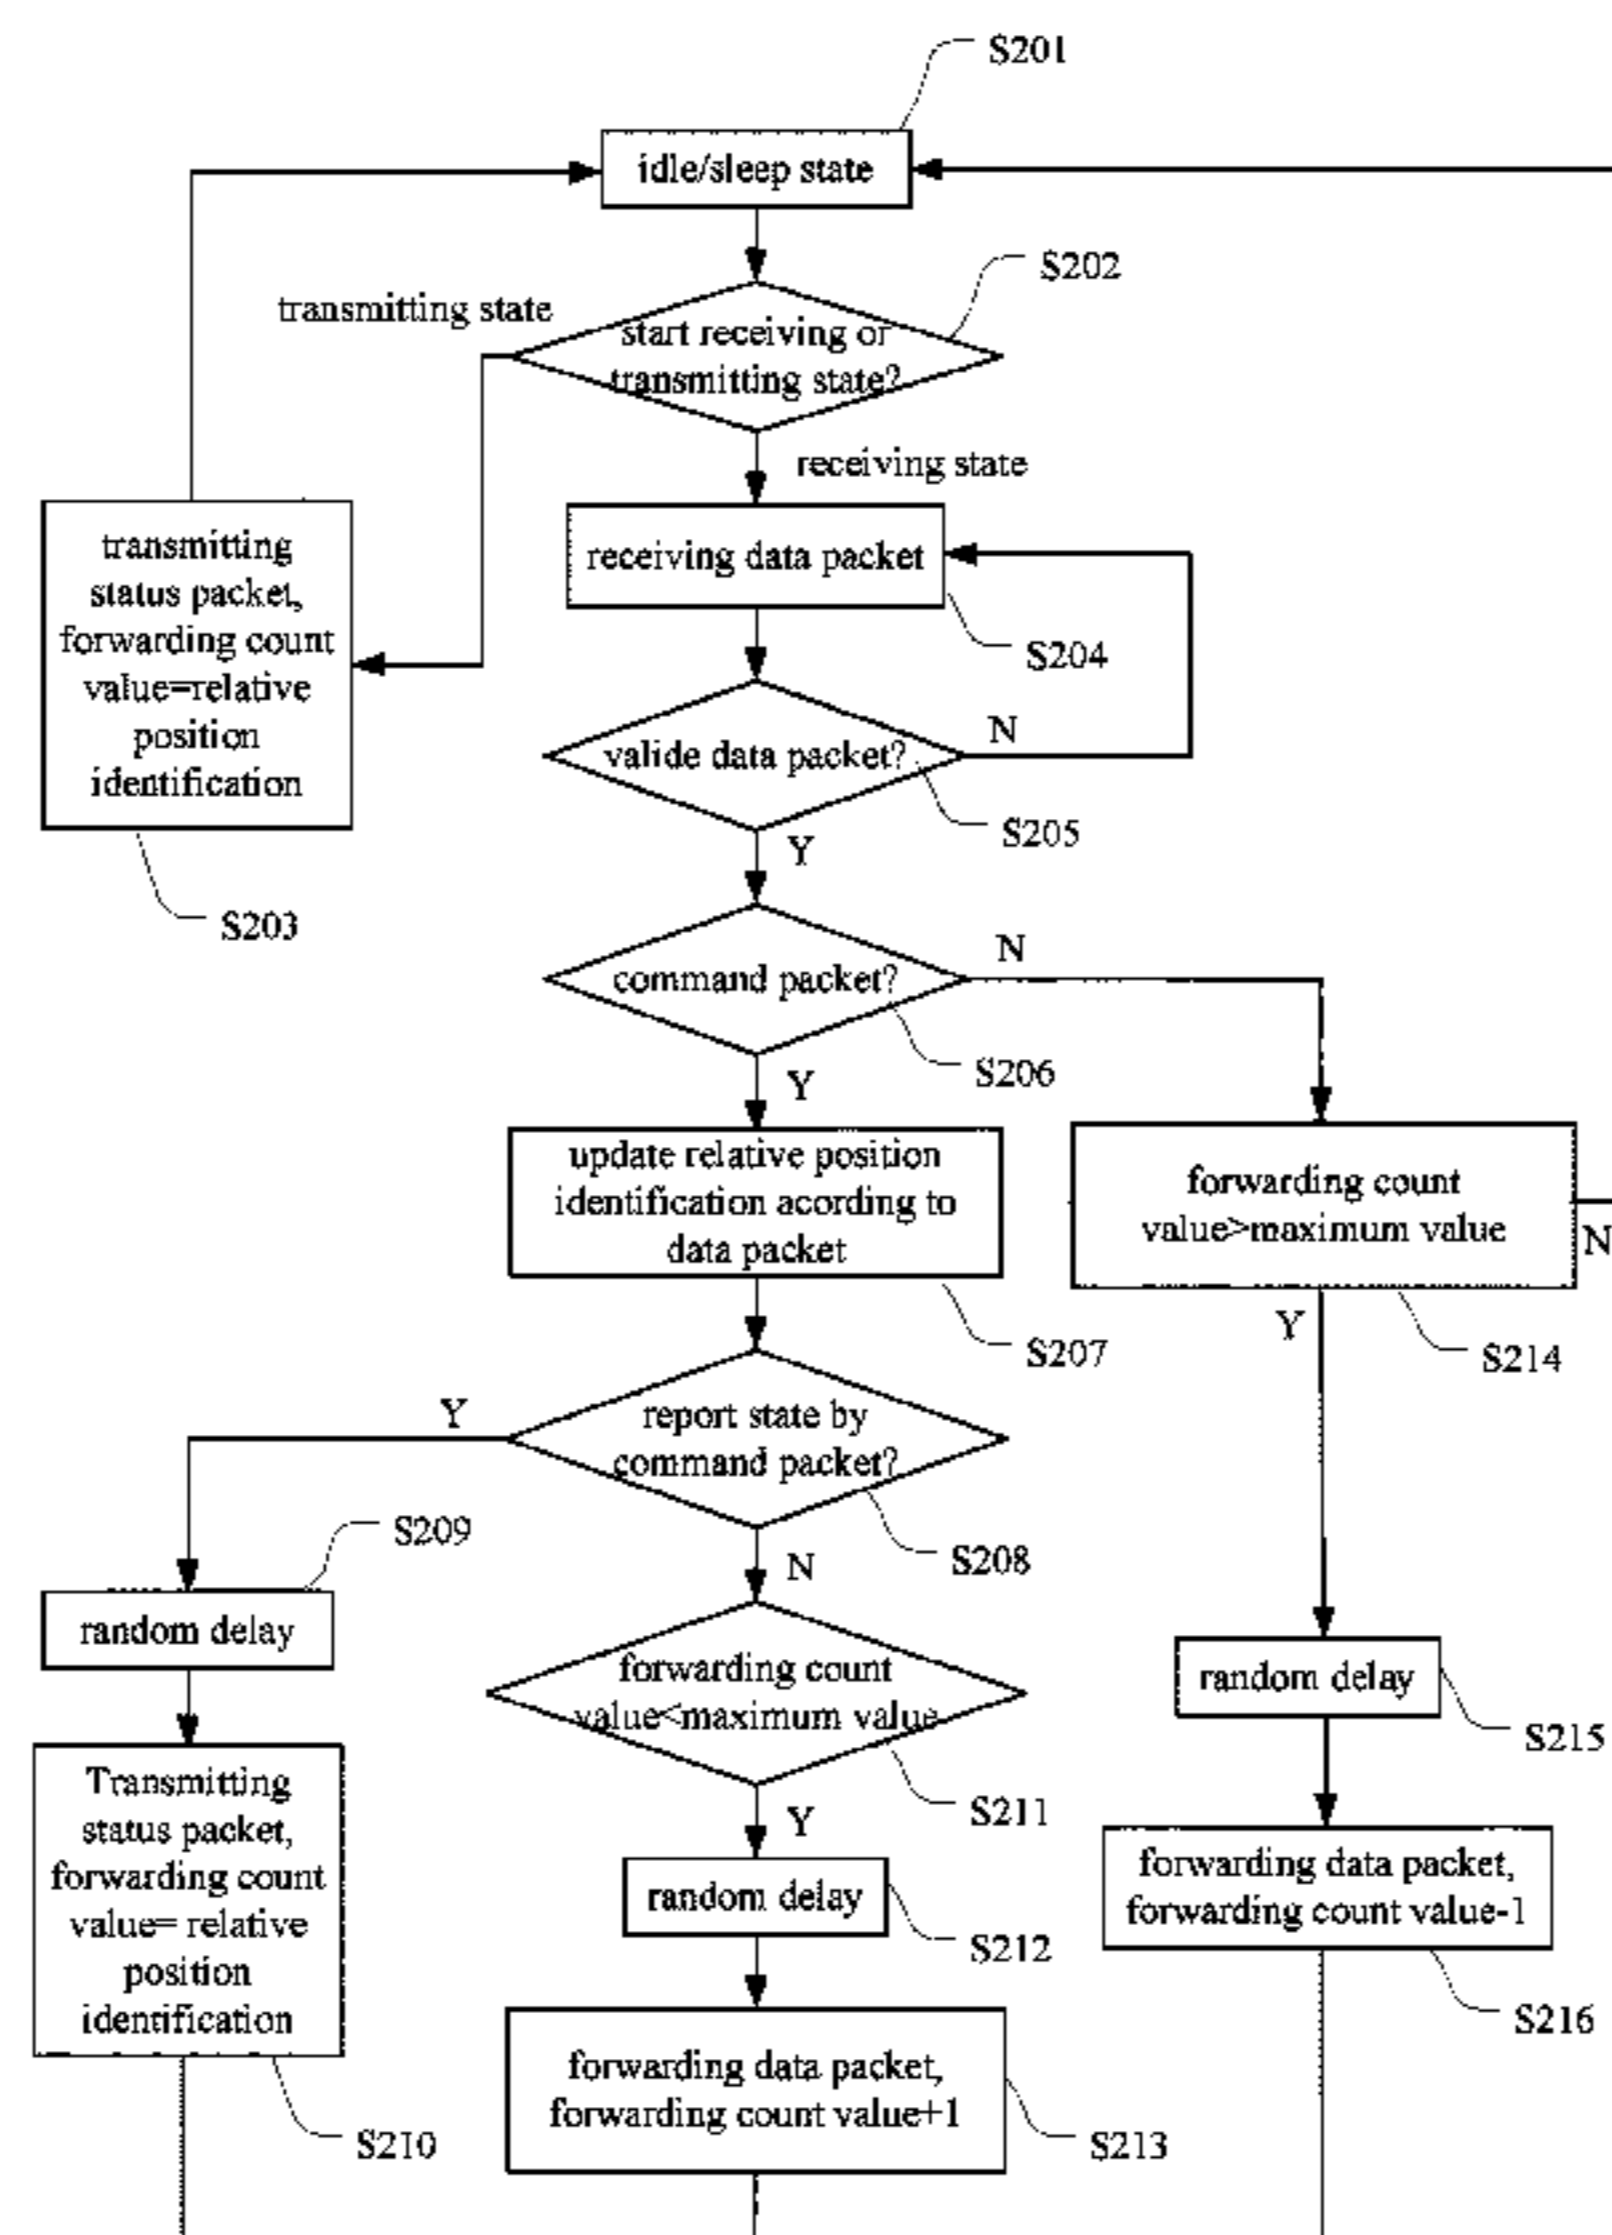 S201
idle/sleep state
S202
transmitting state
start receiving or
transmitting state?
receiving state
transmitting
status packet,
forwarding count
value=relative
position
identification
S203
receiving data packet
S204
valide data packet?
N
S205
Y
command packet?
N
S206
Y
update relative position
identification acording to
data packet
S207
forwarding count
value>maximum value
N
Y
S214
report state by
command packet?
Y
S208
N
S209
random delay
Transmitting
status packet,
forwarding count
value= relative
position
identification
S210
forwarding count
value<maximum value
S211
Y
random delay
S212
forwarding data packet,
forwarding count value+1
S213
random delay
S215
forwarding data packet,
forwarding count value-1
S216